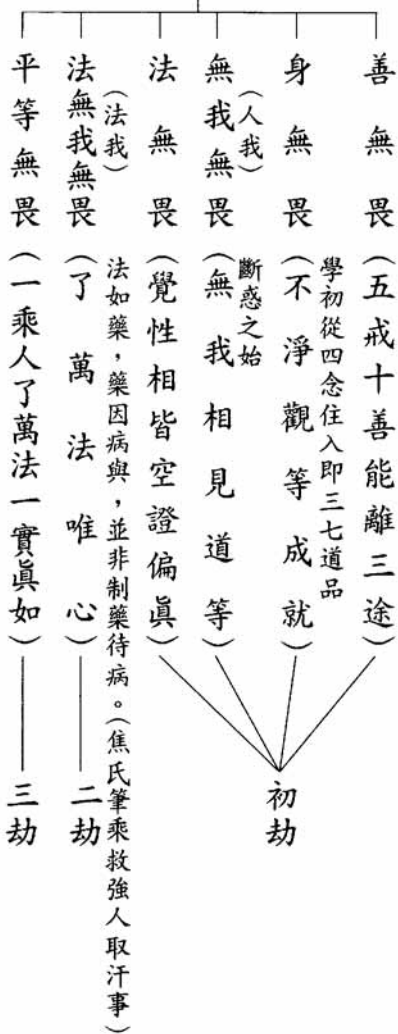 善無畏（五戒十善能離三途）
學初從四念住入即三七道品
身無畏（不淨觀等成就）
斷惑之始
（人我）
無我無畏（無我相見道等）
初劫
法無畏（覺性相皆空證偏眞）
法如藥，藥因病與，並非制藥待病。（焦氏筆乘救強人取汗事）
（法我）
法無我無畏（了萬法唯心）
二劫
平等無畏（一乘人了萬法一實眞如）
三劫